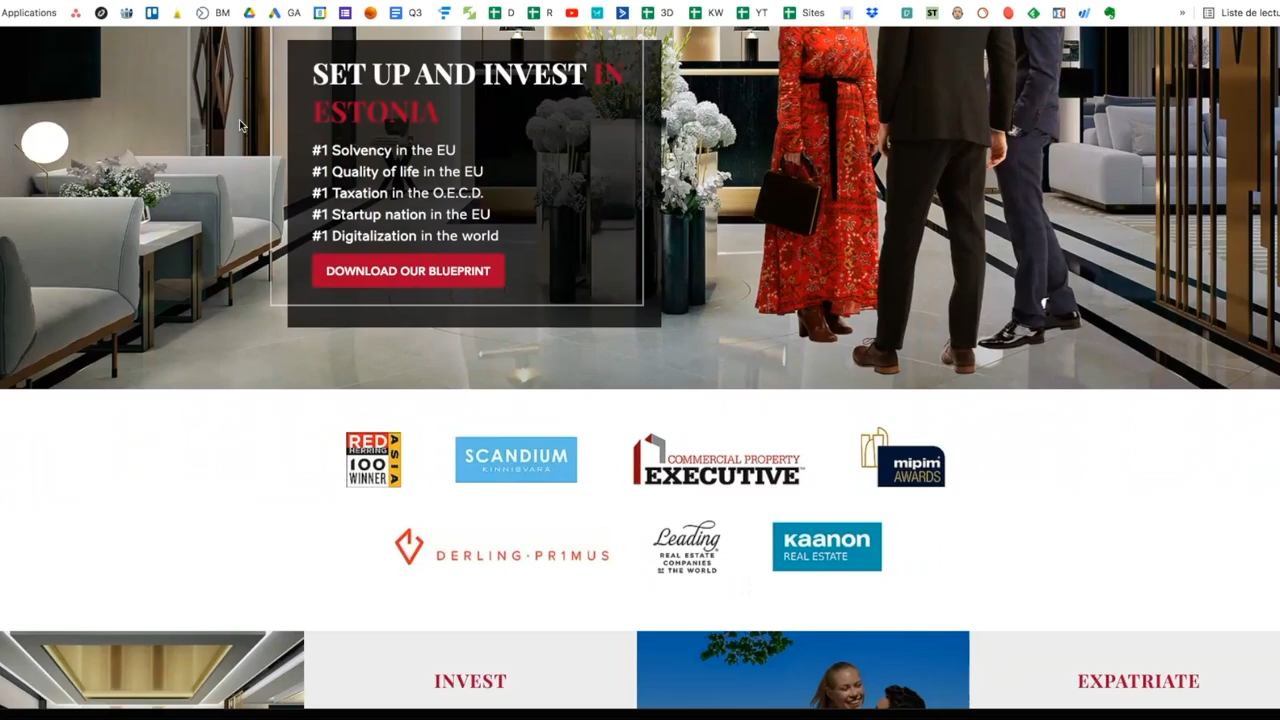 Applications
BM
GA
Q3
D
R
3D
KW
YT
Sites
ST
»
Liste de lectu
SET UP AND INVEST IN
ESTONIA
#1 Solvency in the EU
#1 Quality of life in the EU
#1 Taxation in the O.E.C.D.
#1 Startup nation in the EU
#1 Digitalization in the world
DOWNLOAD OUR BLUEPRINT
RED
HERRING
100
WINNER
ASIA
SCANDIUM
KINNISVARA
COMMERCIAL PROPERTY
EXECUTIVE
mipim
AWARDS
DERLING·PR1MUS
Leading
REAL ESTATE
COMPANIES
OF THE WORLD
Kaanon
REAL ESTATE
INVEST
EXPATRIATE